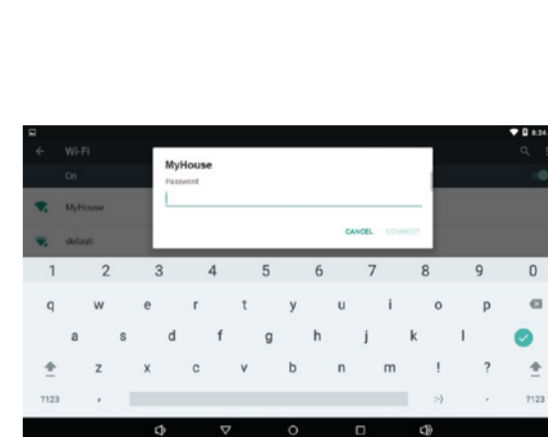 8:24
Wi-Fi
On
MyHouse
Password
CANCEL CONNECT
MyHouse
default
1 2 3 4 5 6 7 8 9 0
q w e r t y u i o p
a s d f g h j k l
z x c v b n m ! ?
?123 , :-) . ?123